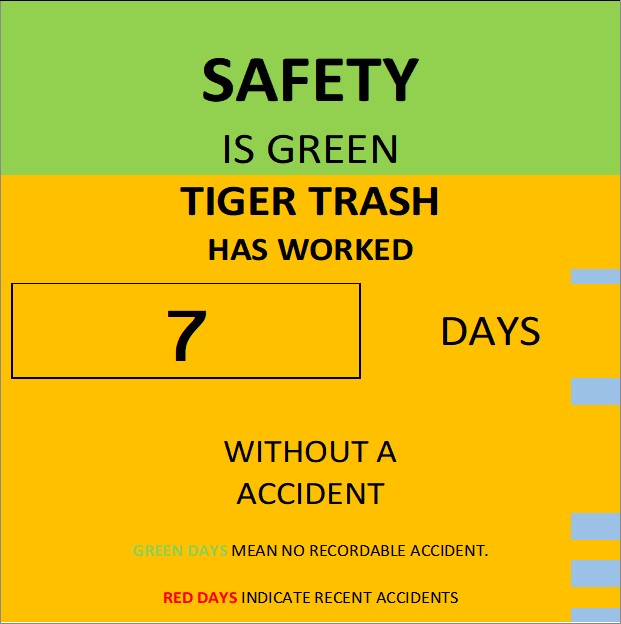 SAFETY
IS GREEN
TIGER TRASH
HAS WORKED
7 DAYS
WITHOUT A
ACCIDENT
GREEN DAYS MEAN NO RECORDABLE ACCIDENT.
RED DAYS INDICATE RECENT ACCIDENTS